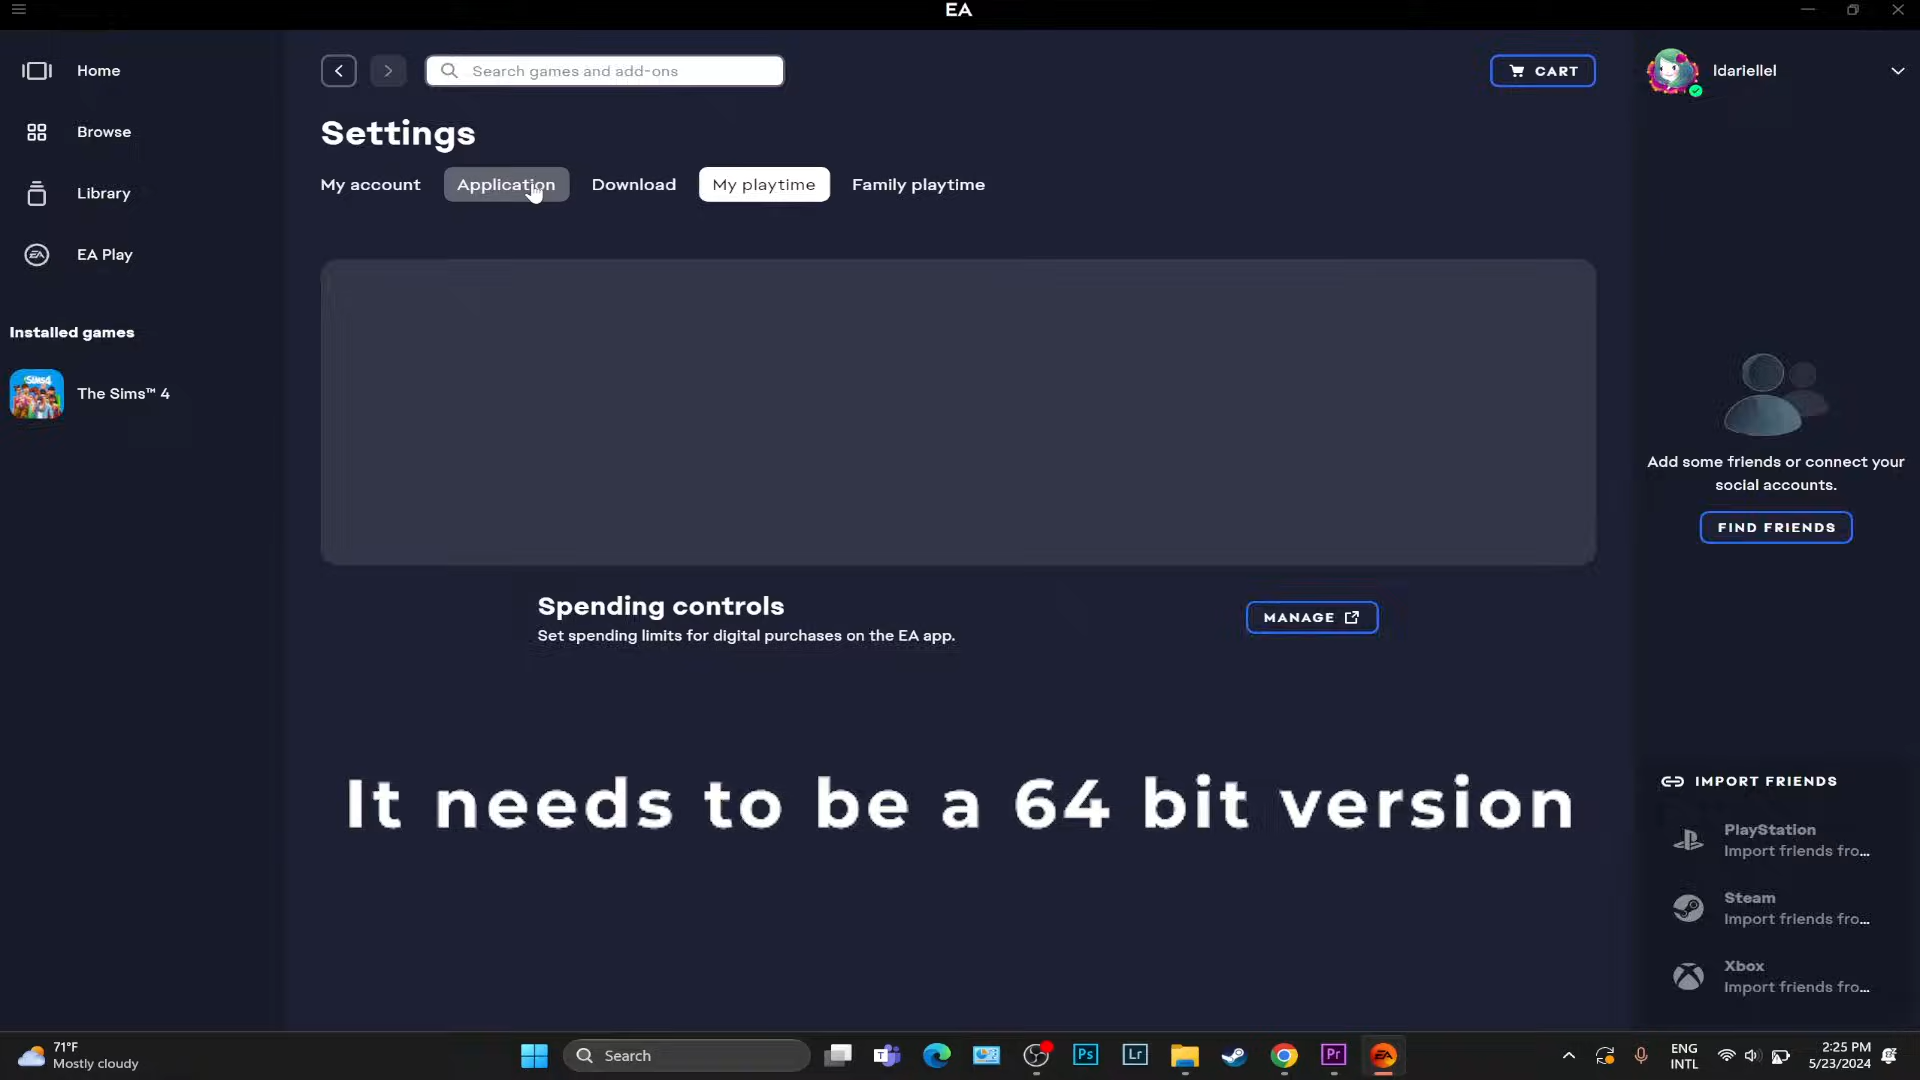 EA
Home
Browse
Library
EA Play
Installed games
The Sims™ 4
Search games and add-ons
CART
Idariellel
Settings
My account
Application
Download
My playtime
Family playtime
Spending controls
Set spending limits for digital purchases on the EA app.
MANAGE
It needs to be a 64 bit version
Add some friends or connect your
social accounts.
FIND FRIENDS
IMPORT FRIENDS
PlayStation
Import friends fro...
Steam
Import friends fro...
Xbox
Import friends fro...
71°F
Mostly cloudy
Search
Ps
Lr
Pr
EA
ENG
INTL
2:25 PM
5/23/2024